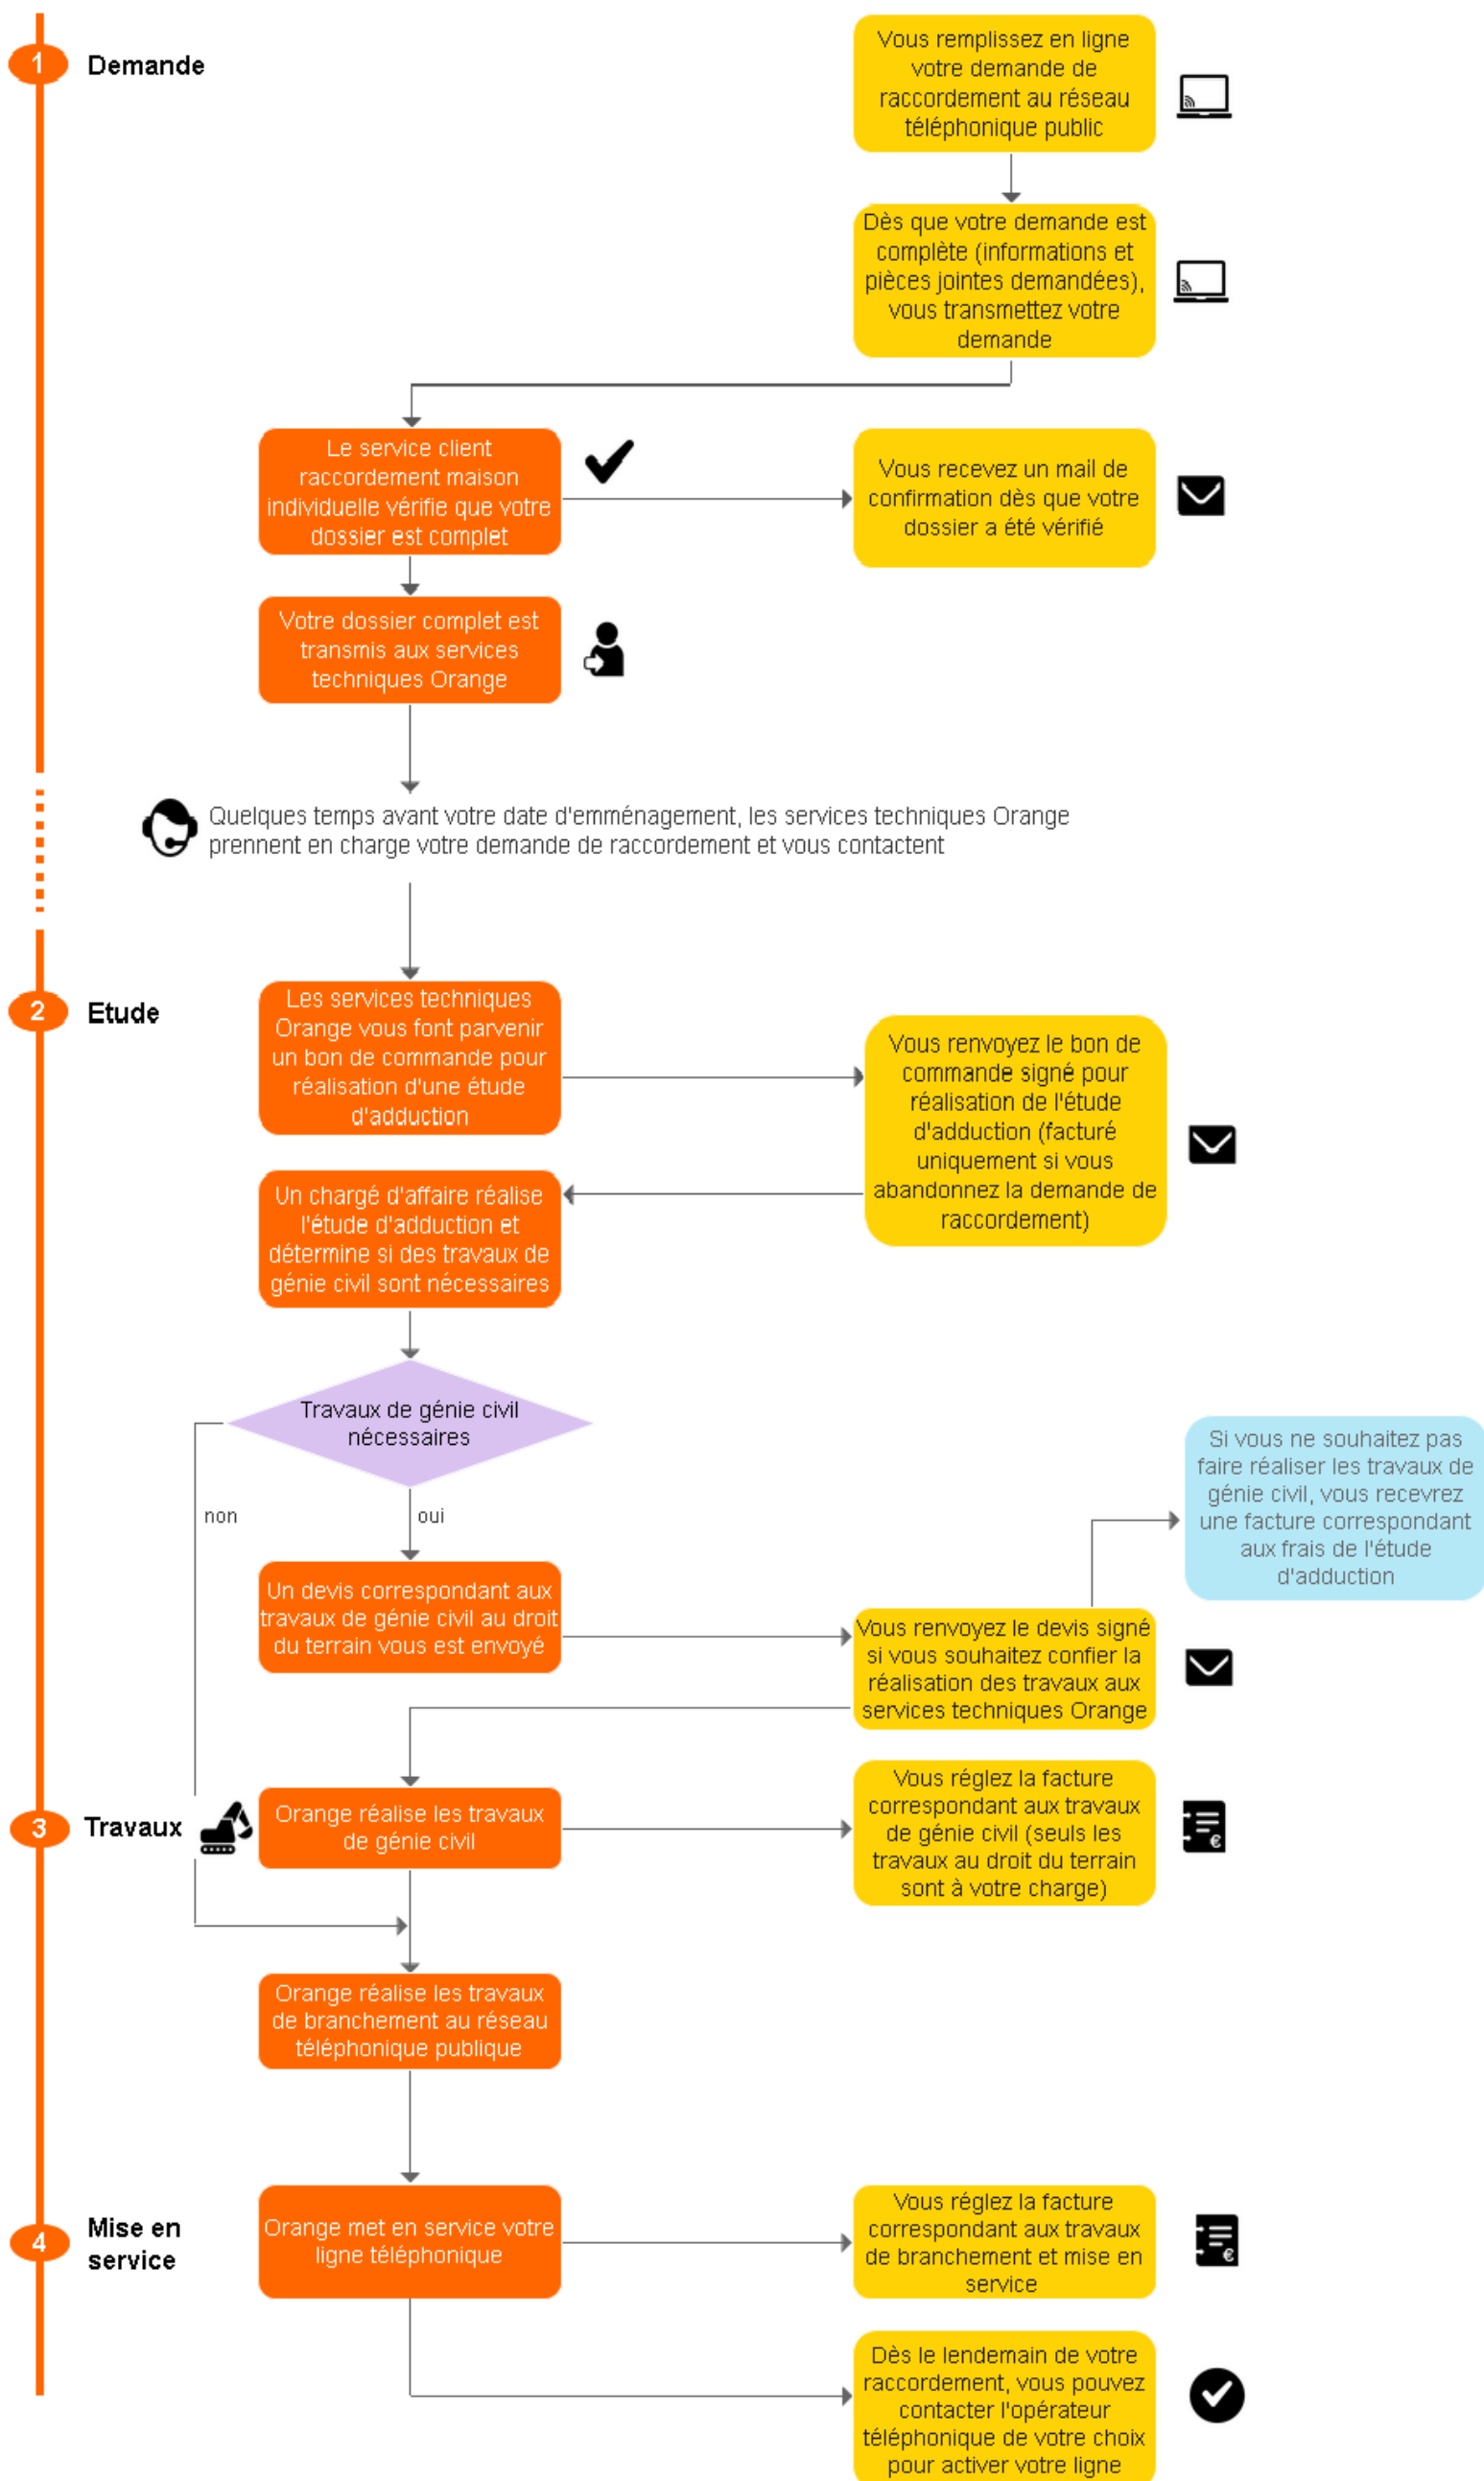 1
Demande
Vous remplissez en ligne
votre demande de
raccordement au réseau
téléphonique public
Dès que votre demande est
complète (informations et
pièces jointes demandées),
vous transmettez votre
demande
Le service client
raccordement maison
individuelle vérifie que votre
dossier est complet
Vous recevez un mail de
confirmation dès que votre
dossier a été vérifié
Votre dossier complet est
transmis aux services
techniques Orange
Quelques temps avant votre date d'emménagement, les services techniques Orange
prennent en charge votre demande de raccordement et vous contactent
2
Etude
Les services techniques
Orange vous font parvenir
un bon de commande pour
réalisation d'une étude
d'adduction
Vous renvoyez le bon de
commande signé pour
réalisation de l'étude
d'adduction (facturé
uniquement si vous
abandonnez la demande de
raccordement)
Un chargé d'affaire réalise
l'étude d'adduction et
détermine si des travaux de
génie civil sont nécessaires
Travaux de génie civil
nécessaires
non
oui
Si vous ne souhaitez pas
faire réaliser les travaux de
génie civil, vous recevrez
une facture correspondant
aux frais de l'étude
d'adduction
Un devis correspondant aux
travaux de génie civil au droit
du terrain vous est envoyé
Vous renvoyez le devis signé
si vous souhaitez confier la
réalisation des travaux aux
services techniques Orange
3
Travaux
Orange réalise les travaux
de génie civil
Vous réglez la facture
correspondant aux travaux
de génie civil (seuls les
travaux au droit du terrain
sont à votre charge)
€
Orange réalise les travaux
de branchement au réseau
téléphonique publique
4
Mise en
service
Orange met en service votre
ligne téléphonique
Vous réglez la facture
correspondant aux travaux
de branchement et mise en
service
€
Dès le lendemain de votre
raccordement, vous pouvez
contacter l'opérateur
téléphonique de votre choix
pour activer votre ligne